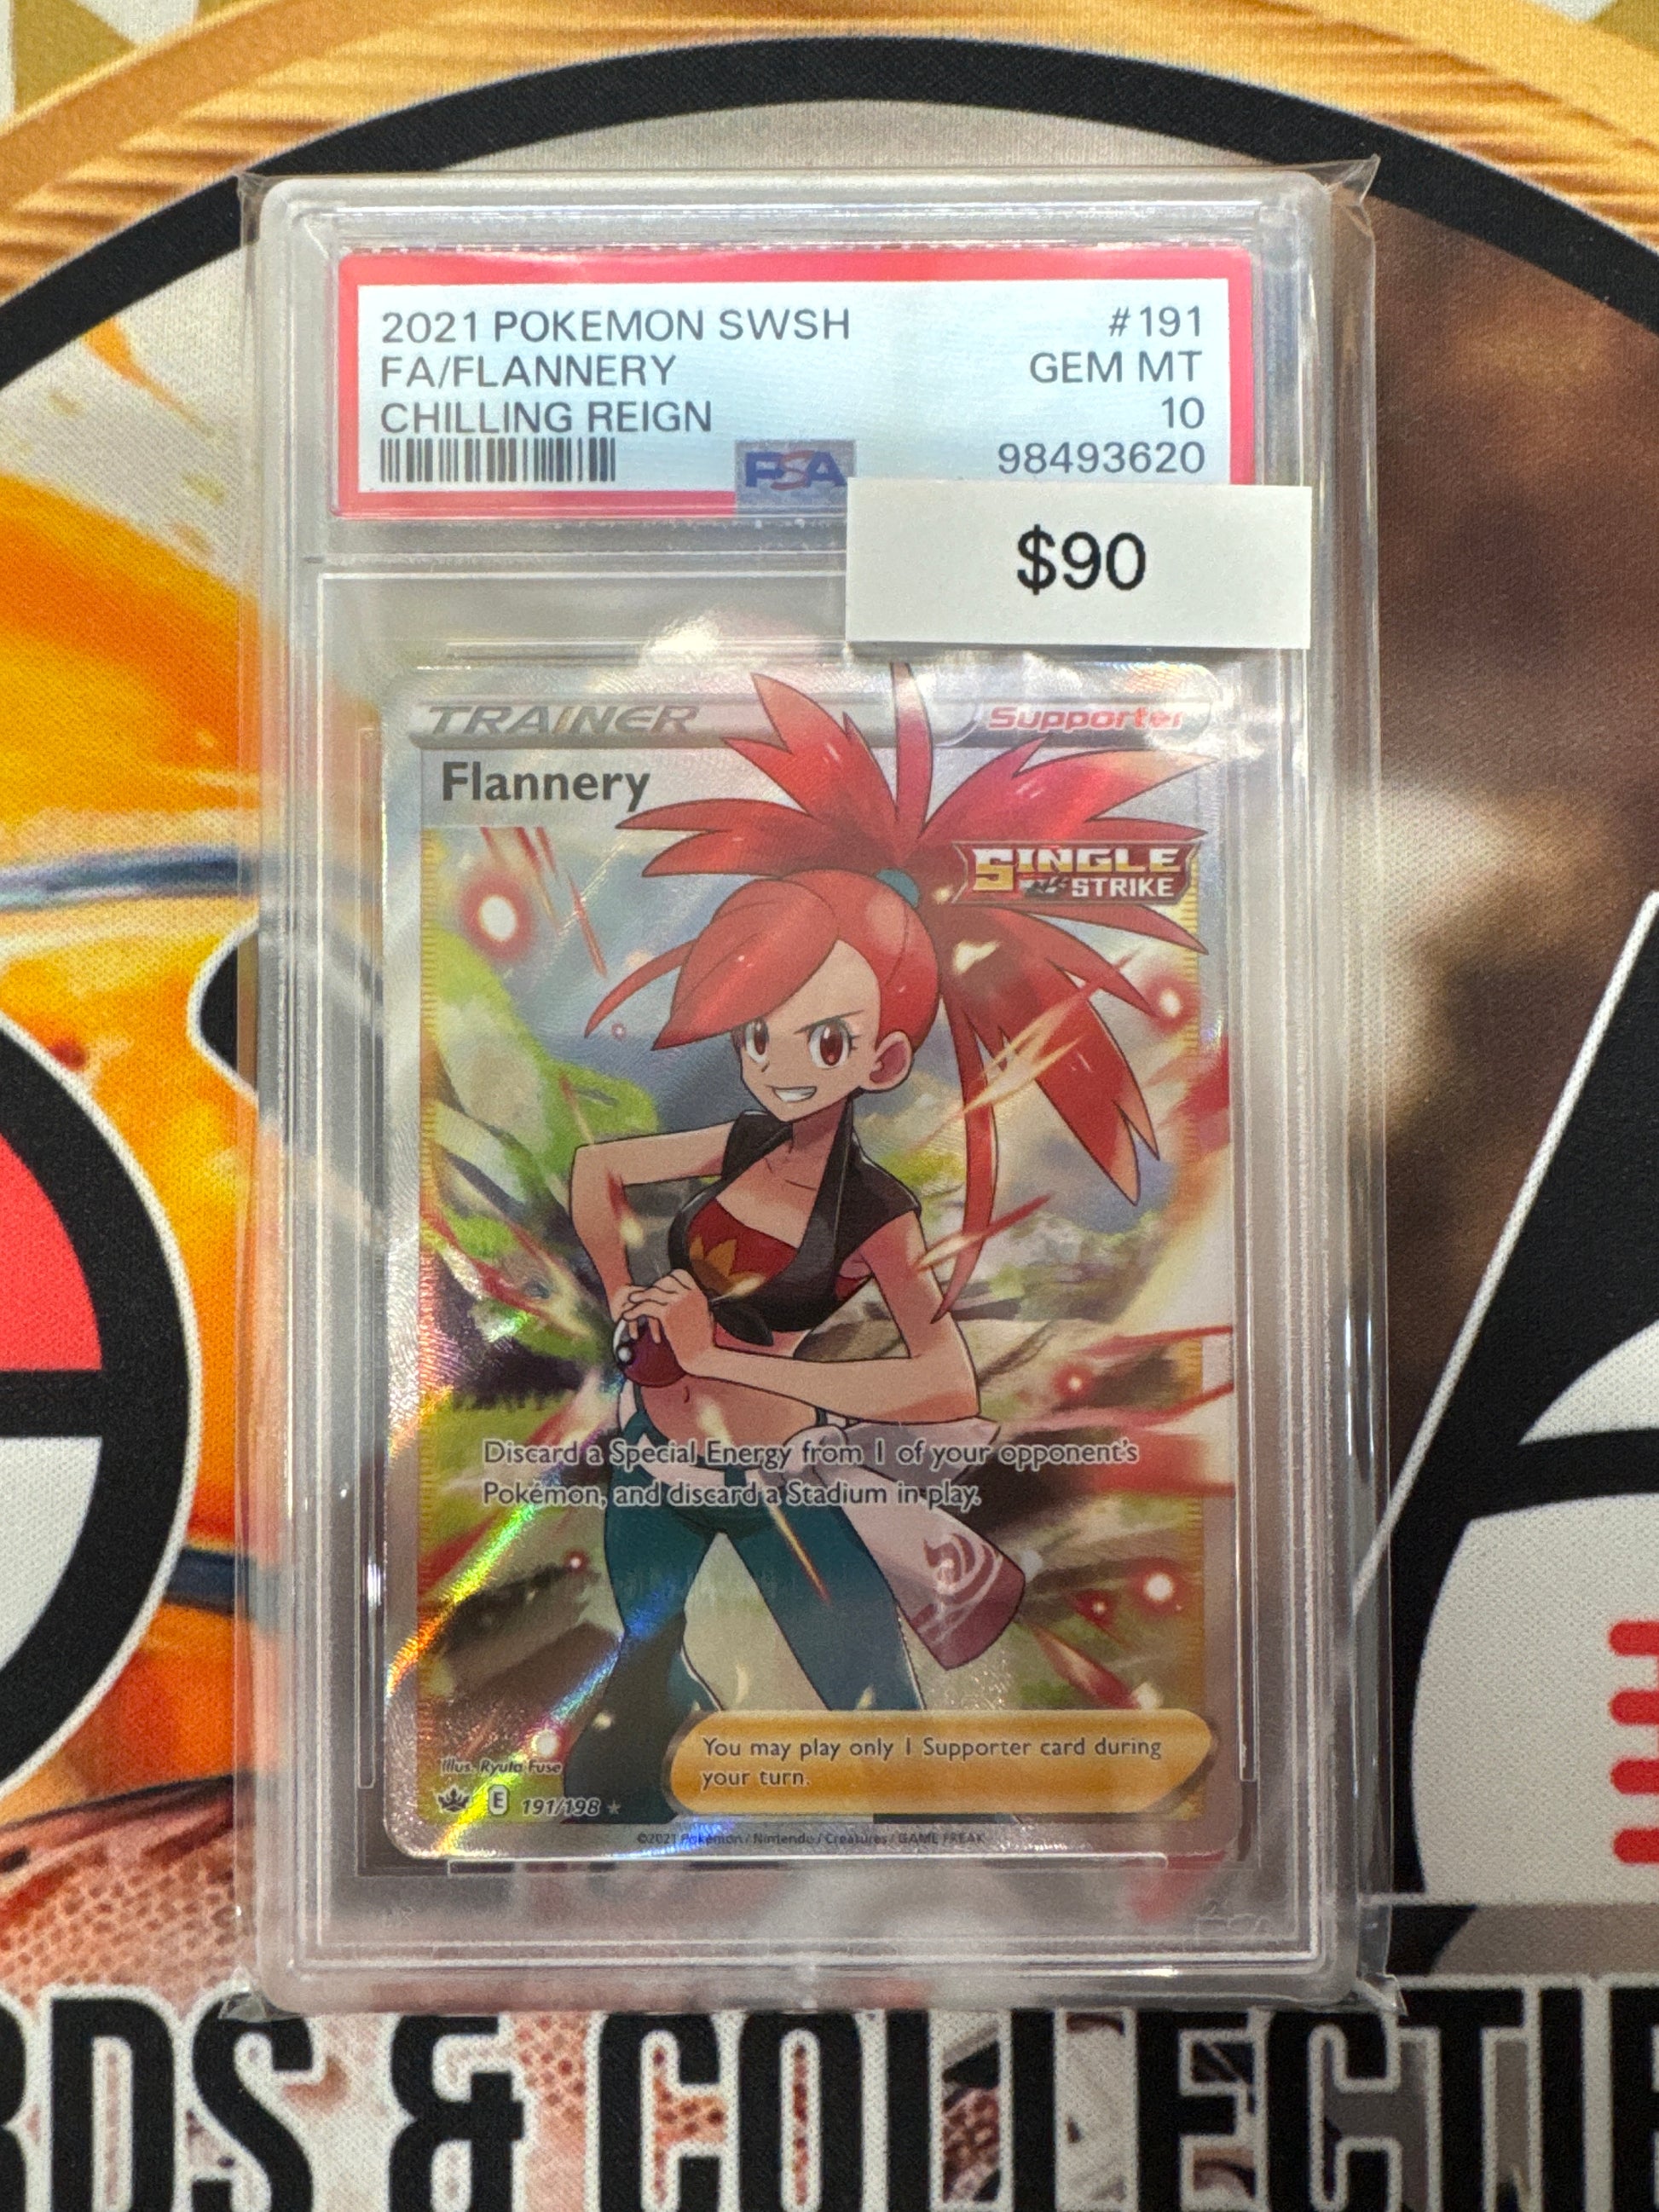 2021 POKEMON SWSH #191
FA/FLANNERY GEM MT
CHILLING REIGN 10
PSA 98493620
$90
TRAINER Supporter
Flannery
SINGLE
STRIKE
Discard a Special Energy from 1 of your opponent's
Pokémon, and discard a Stadium in play.
You may play only 1 Supporter card during
your turn.
Illus. Ryuta Fuse
E 191/198
©2021 Pokémon / Nintendo / Creatures / GAME FREAK
RDS & COLLECTIB